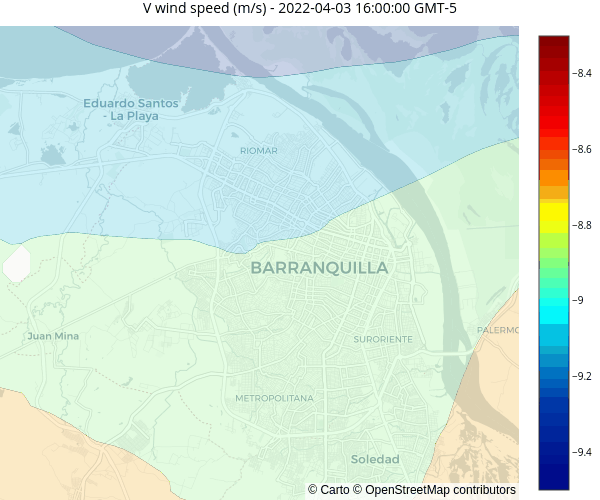 V wind speed (m/s) - 2022-04-03 16:00:00 GMT-5
Eduardo Santos
- La Playa
RIOMAR
BARRANQUILLA
Juan Mina
SURORIENTE
PALERMO
METROPOLITANA
Soledad
© Carto © OpenStreetMap contributors
−8.4
−8.6
−8.8
−9
−9.2
−9.4